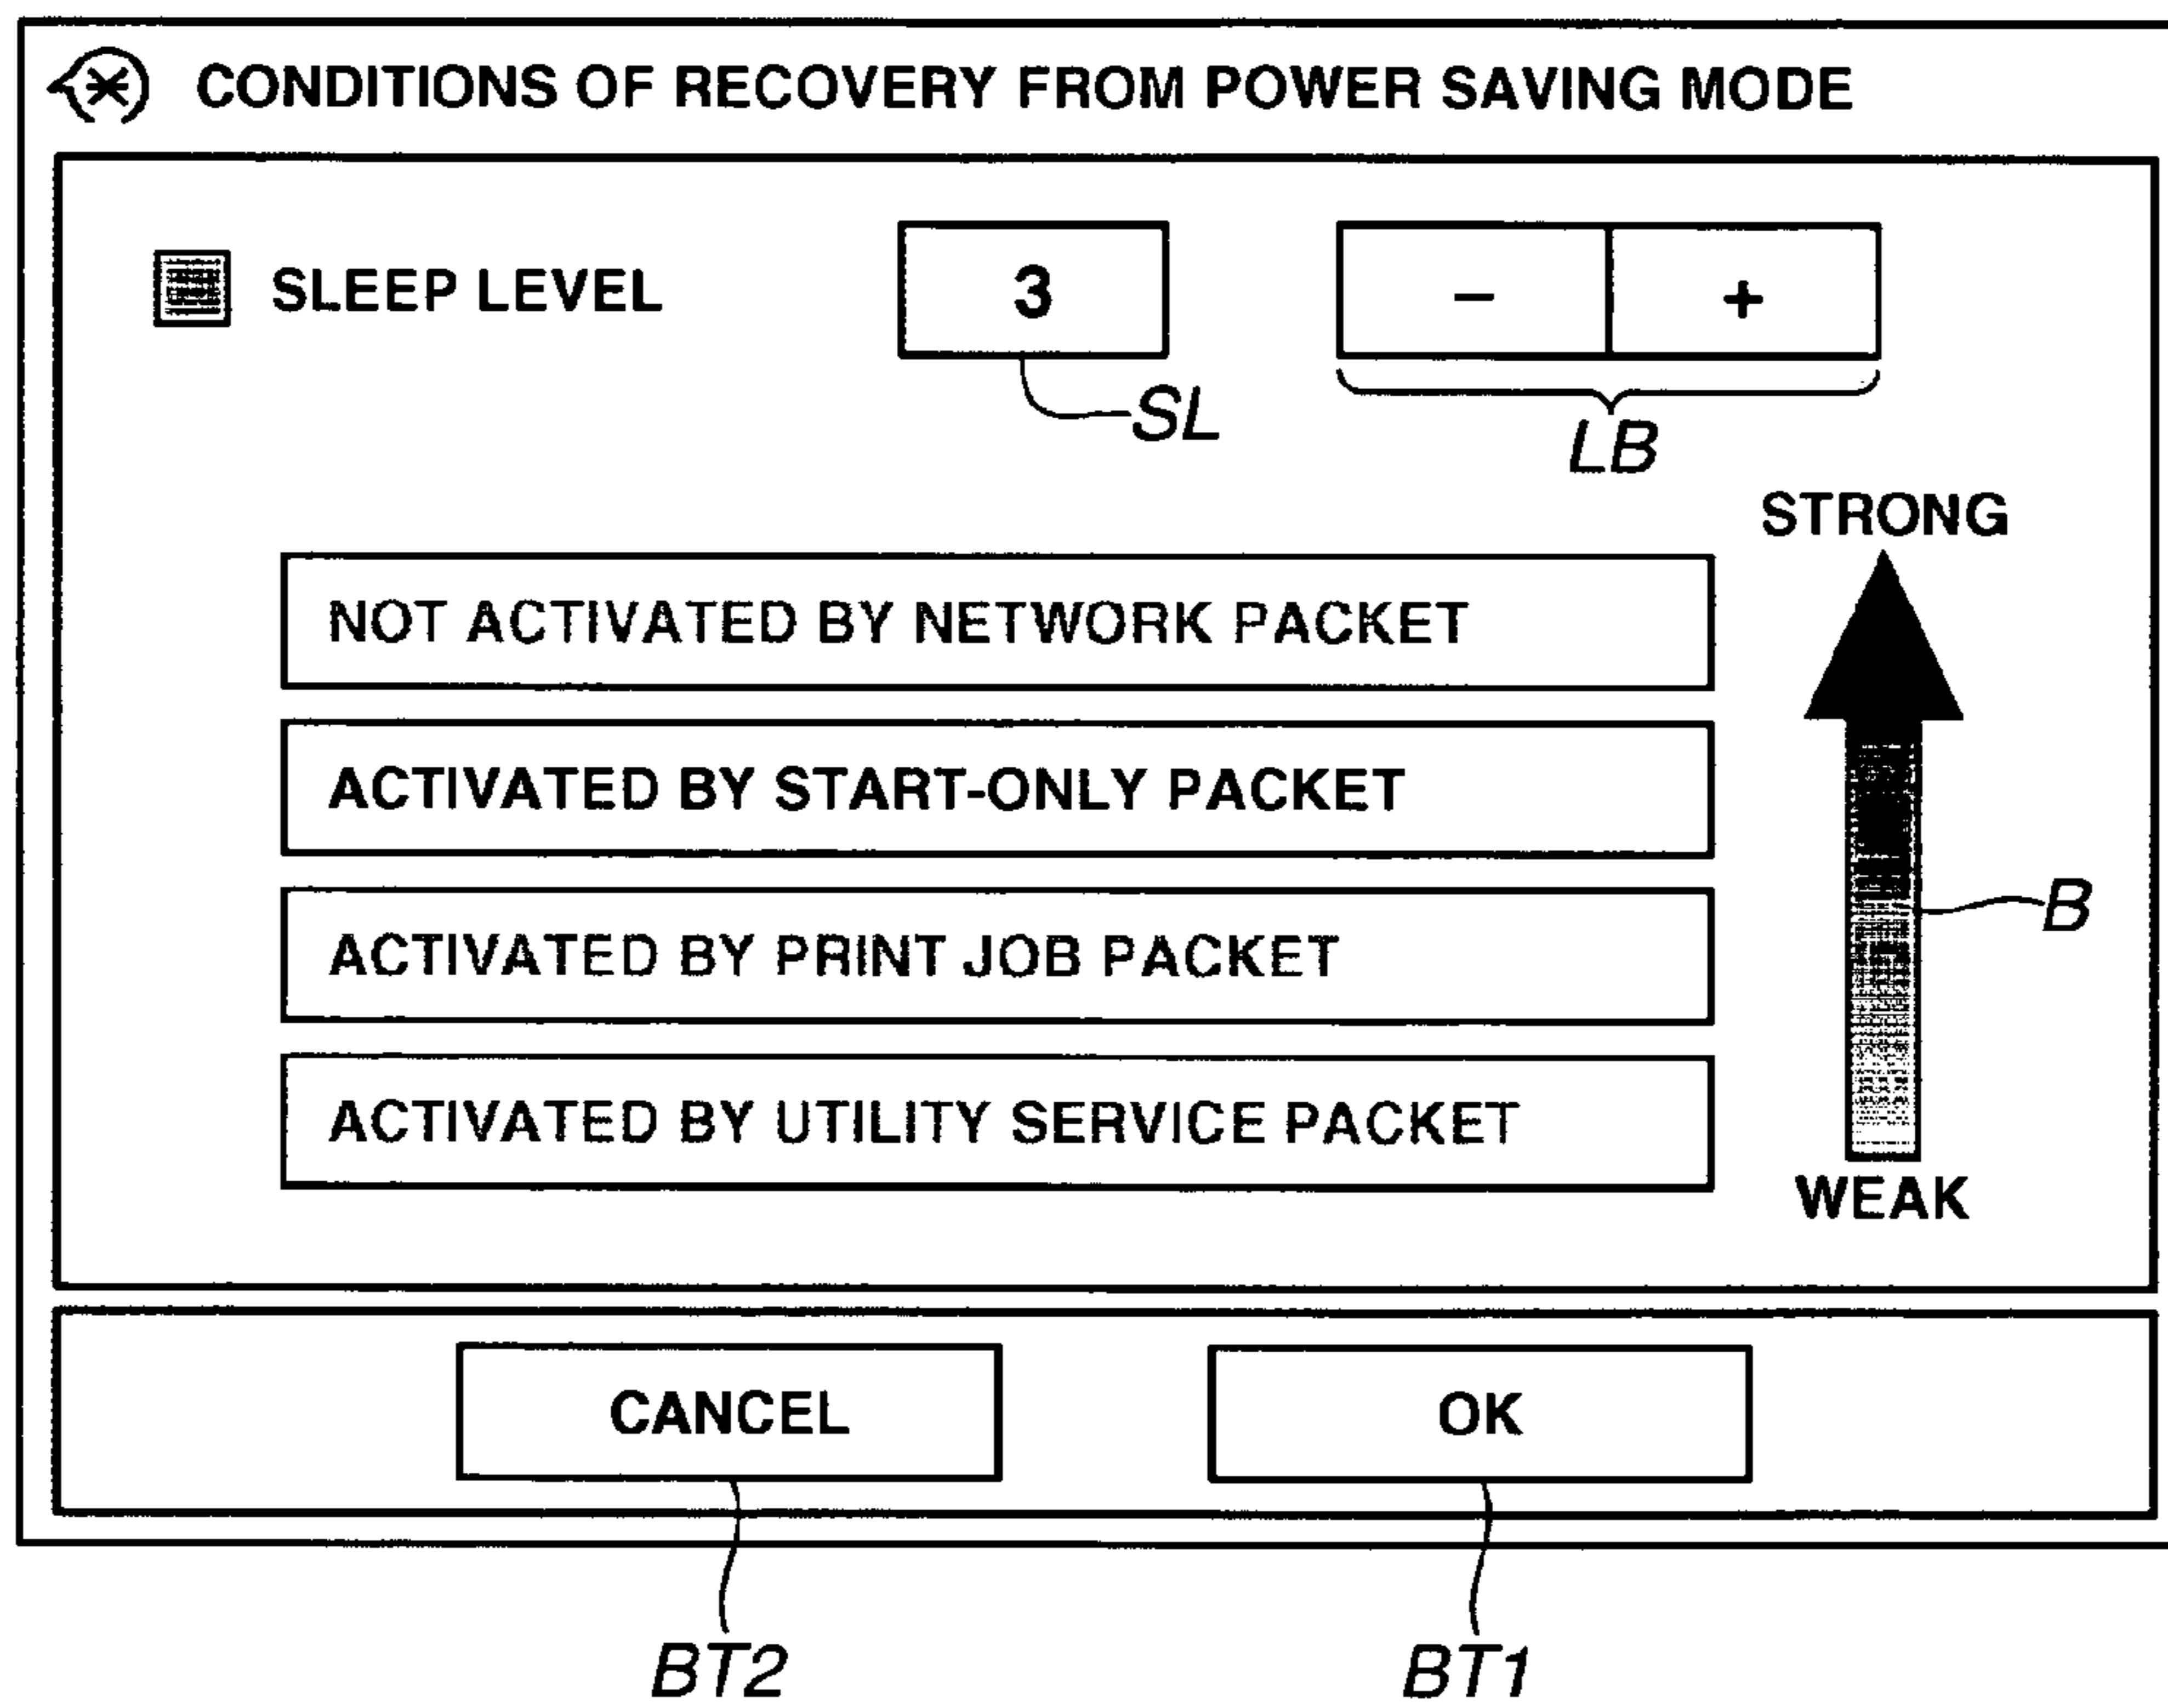 CONDITIONS OF RECOVERY FROM POWER SAVING MODE
SLEEP LEVEL 3 – +
SL
LB
STRONG
NOT ACTIVATED BY NETWORK PACKET
ACTIVATED BY START-ONLY PACKET
B
ACTIVATED BY PRINT JOB PACKET
ACTIVATED BY UTILITY SERVICE PACKET
WEAK
CANCEL OK
BT2 BT1